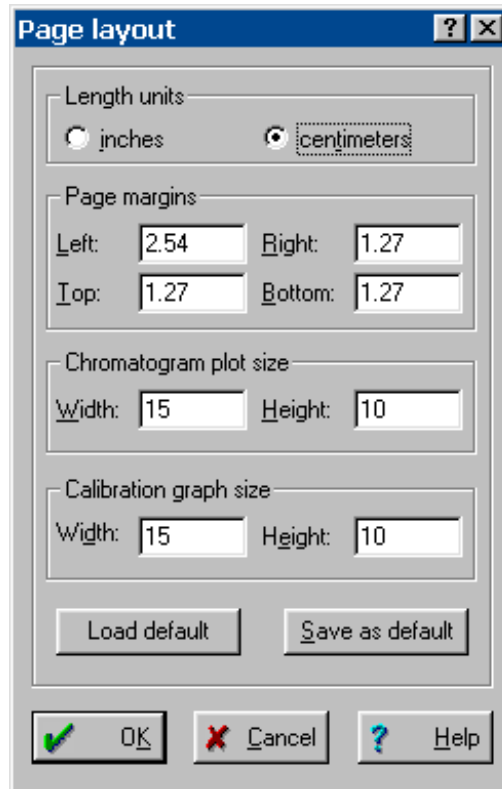 Page layout
Length units
inches centimeters
Page margins
Left: 2.54 Right: 1.27
Top: 1.27 Bottom: 1.27
Chromatogram plot size
Width: 15 Height: 10
Calibration graph size
Width: 15 Height: 10
Load default Save as default
OK Cancel ? Help